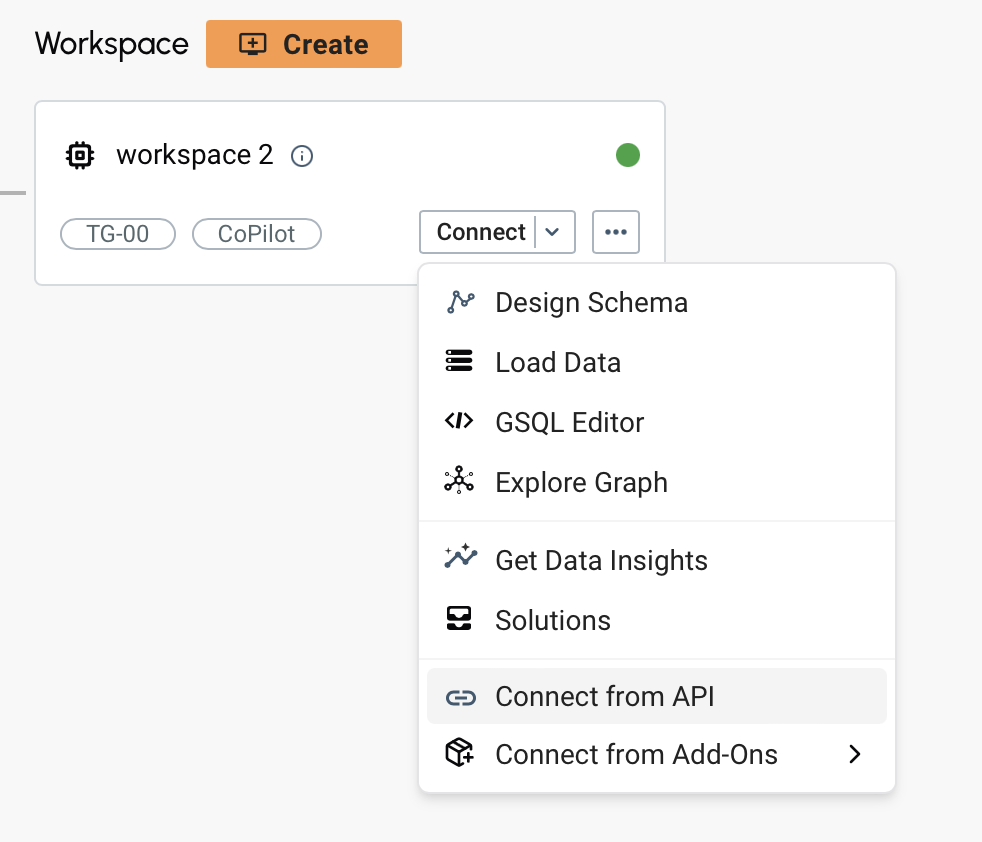 Workspace
Create
workspace 2
TG-00
CoPilot
Connect
Design Schema
Load Data
GSQL Editor
Explore Graph
Get Data Insights
Solutions
Connect from API
Connect from Add-Ons